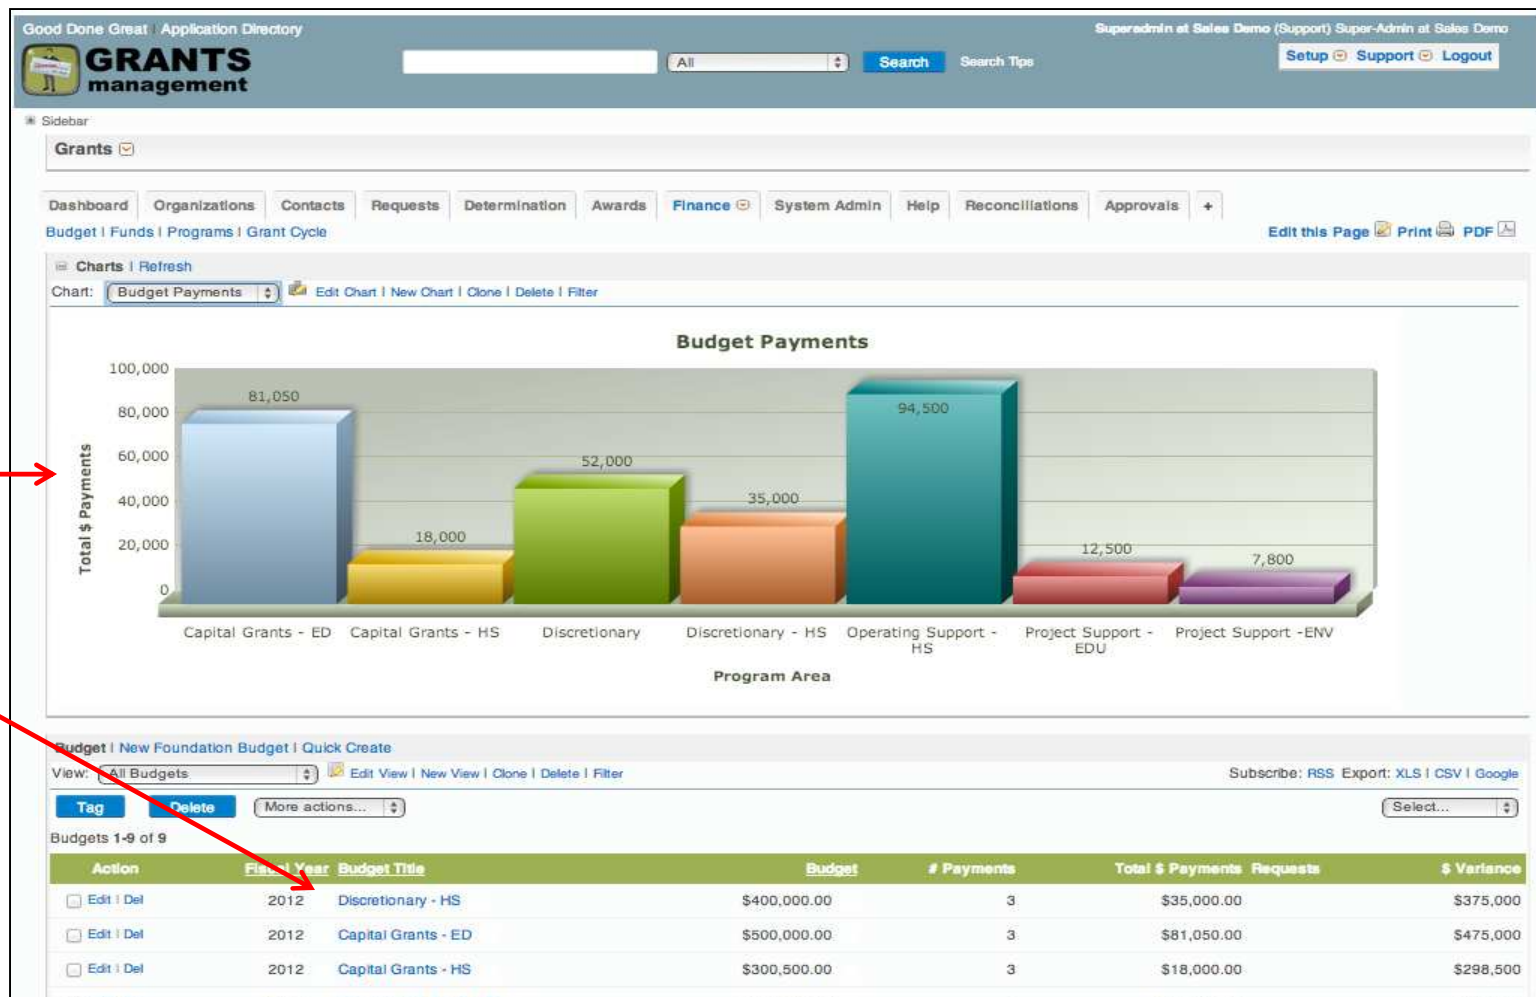 Good Done Great | Application Directory
Superadmin at Sales Demo (Support) Super-Admin at Sales Demo
GRANTS
management
All
Search
Search Tips
Setup Support Logout
Sidebar
Grants
Dashboard Organizations Contacts Requests Determination Awards Finance System Admin Help Reconciliations Approvals +
Budget | Funds | Programs | Grant Cycle
Edit this Page Print PDF
Charts | Refresh
Chart: Budget Payments Edit Chart | New Chart | Clone | Delete | Filter
Budget Payments
Total $ Payments
100,000
80,000
60,000
40,000
20,000
0
81,050
18,000
52,000
35,000
94,500
12,500
7,800
Capital Grants - ED
Capital Grants - HS
Discretionary
Discretionary - HS
Operating Support -
HS
Project Support -
EDU
Project Support -ENV
Program Area
Budget | New Foundation Budget | Quick Create
View: All Budgets Edit View | New View | Clone | Delete | Filter
Subscribe: RSS Export: XLS | CSV | Google
Tag Delete More actions... Select...
Budgets 1-9 of 9
Action Fiscal Year Budget Title Budget # Payments Total $ Payments Requests $ Variance
Edit | Del 2012 Discretionary - HS $400,000.00 3 $35,000.00 $375,000
Edit | Del 2012 Capital Grants - ED $500,000.00 3 $81,050.00 $475,000
Edit | Del 2012 Capital Grants - HS $300,500.00 3 $18,000.00 $298,500